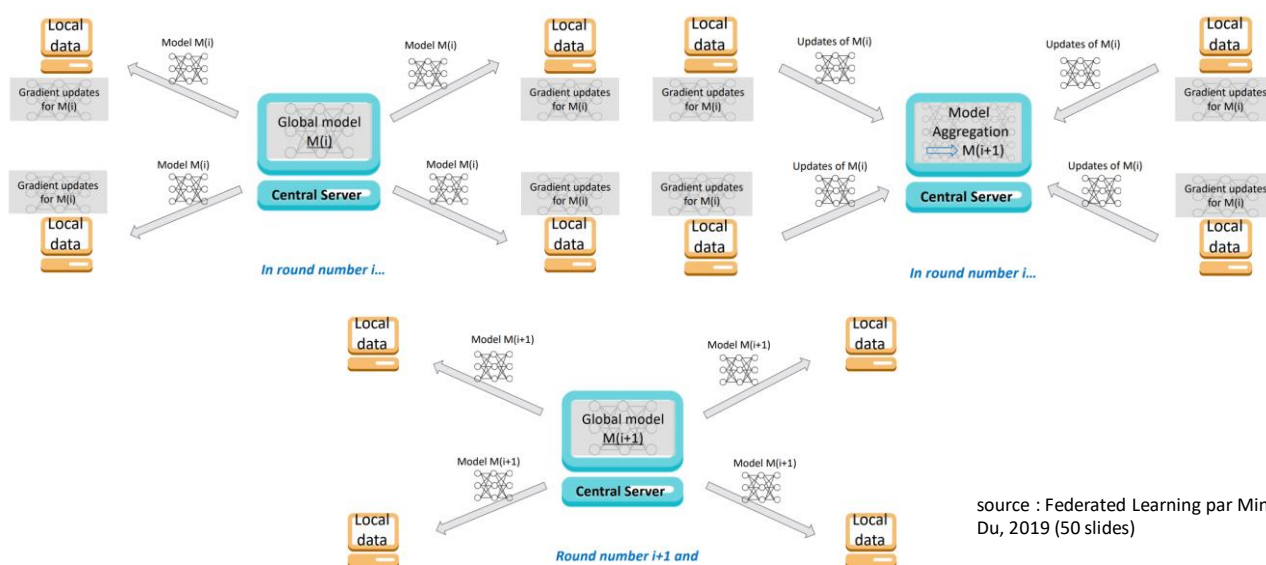 Local
data
Model M(i)
Model M(i)
Local
data
Gradient updates
for M(i)
Gradient updates
for M(i)
Global model
M(i)
Central Server
Model M(i)
Model M(i)
Gradient updates
for M(i)
Gradient updates
for M(i)
Local
data
Local
data
In round number i...
Local
data
Updates of M(i)
Updates of M(i)
Local
data
Gradient updates
for M(i)
Gradient updates
for M(i)
Model
Aggregation
M(i+1)
Central Server
Updates of M(i)
Updates of M(i)
Gradient updates
for M(i)
Gradient updates
for M(i)
Local
data
Local
data
In round number i...
Local
data
Model M(i+1)
Model M(i+1)
Local
data
Global model
M(i+1)
Central Server
Model M(i+1)
Model M(i+1)
Local
data
Local
data
Round number i+1 and
source : Federated Learning par Min
Du, 2019 (50 slides)